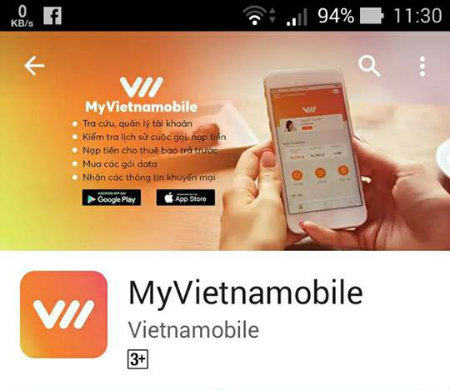 0
KB/s
94%
11:30
MyVietnamobile
Tra cứu, quản lý tài khoản
Kiểm tra lịch sử cuộc gọi, nạp tiền
Nạp tiền cho thuê bao trả trước
Mua các gói data
Nhận các thông tin khuyến mại
Google Play
App Store
MyVietnamobile
Vietnamobile
3+